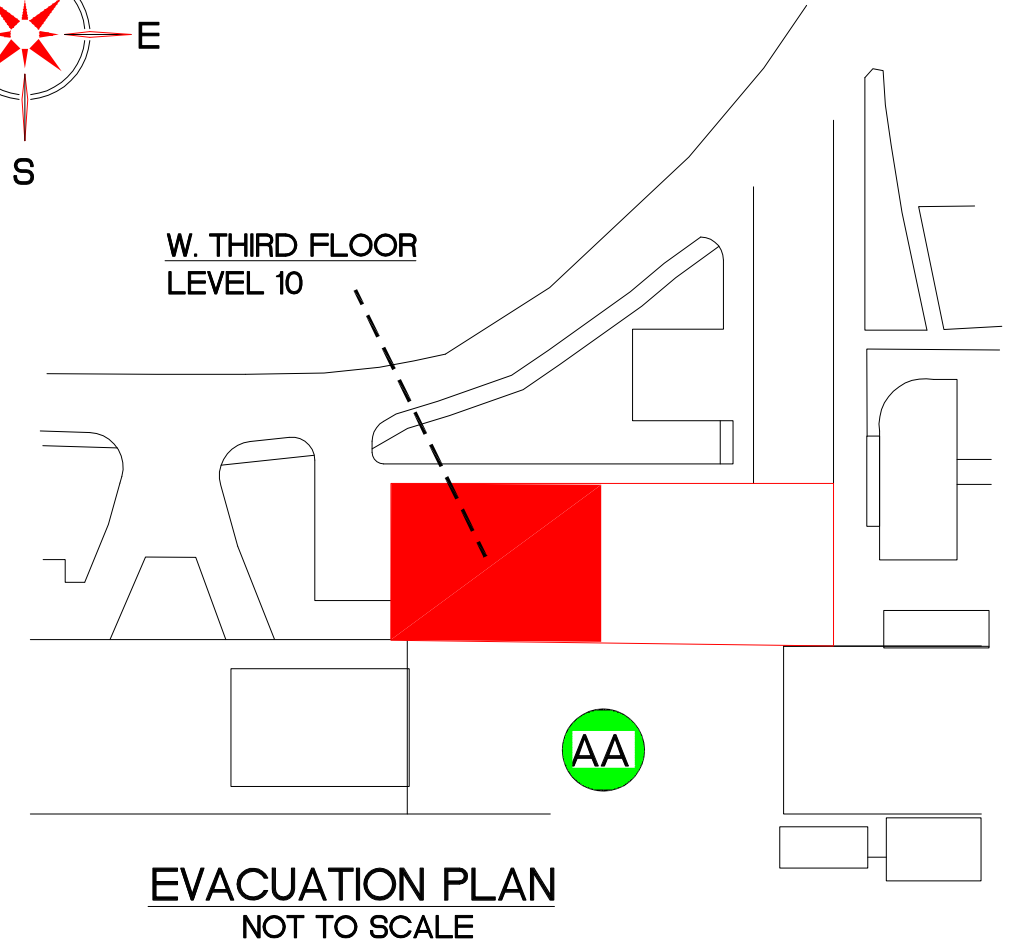 E
S
W. THIRD FLOOR
LEVEL 10
AA
EVACUATION PLAN
NOT TO SCALE